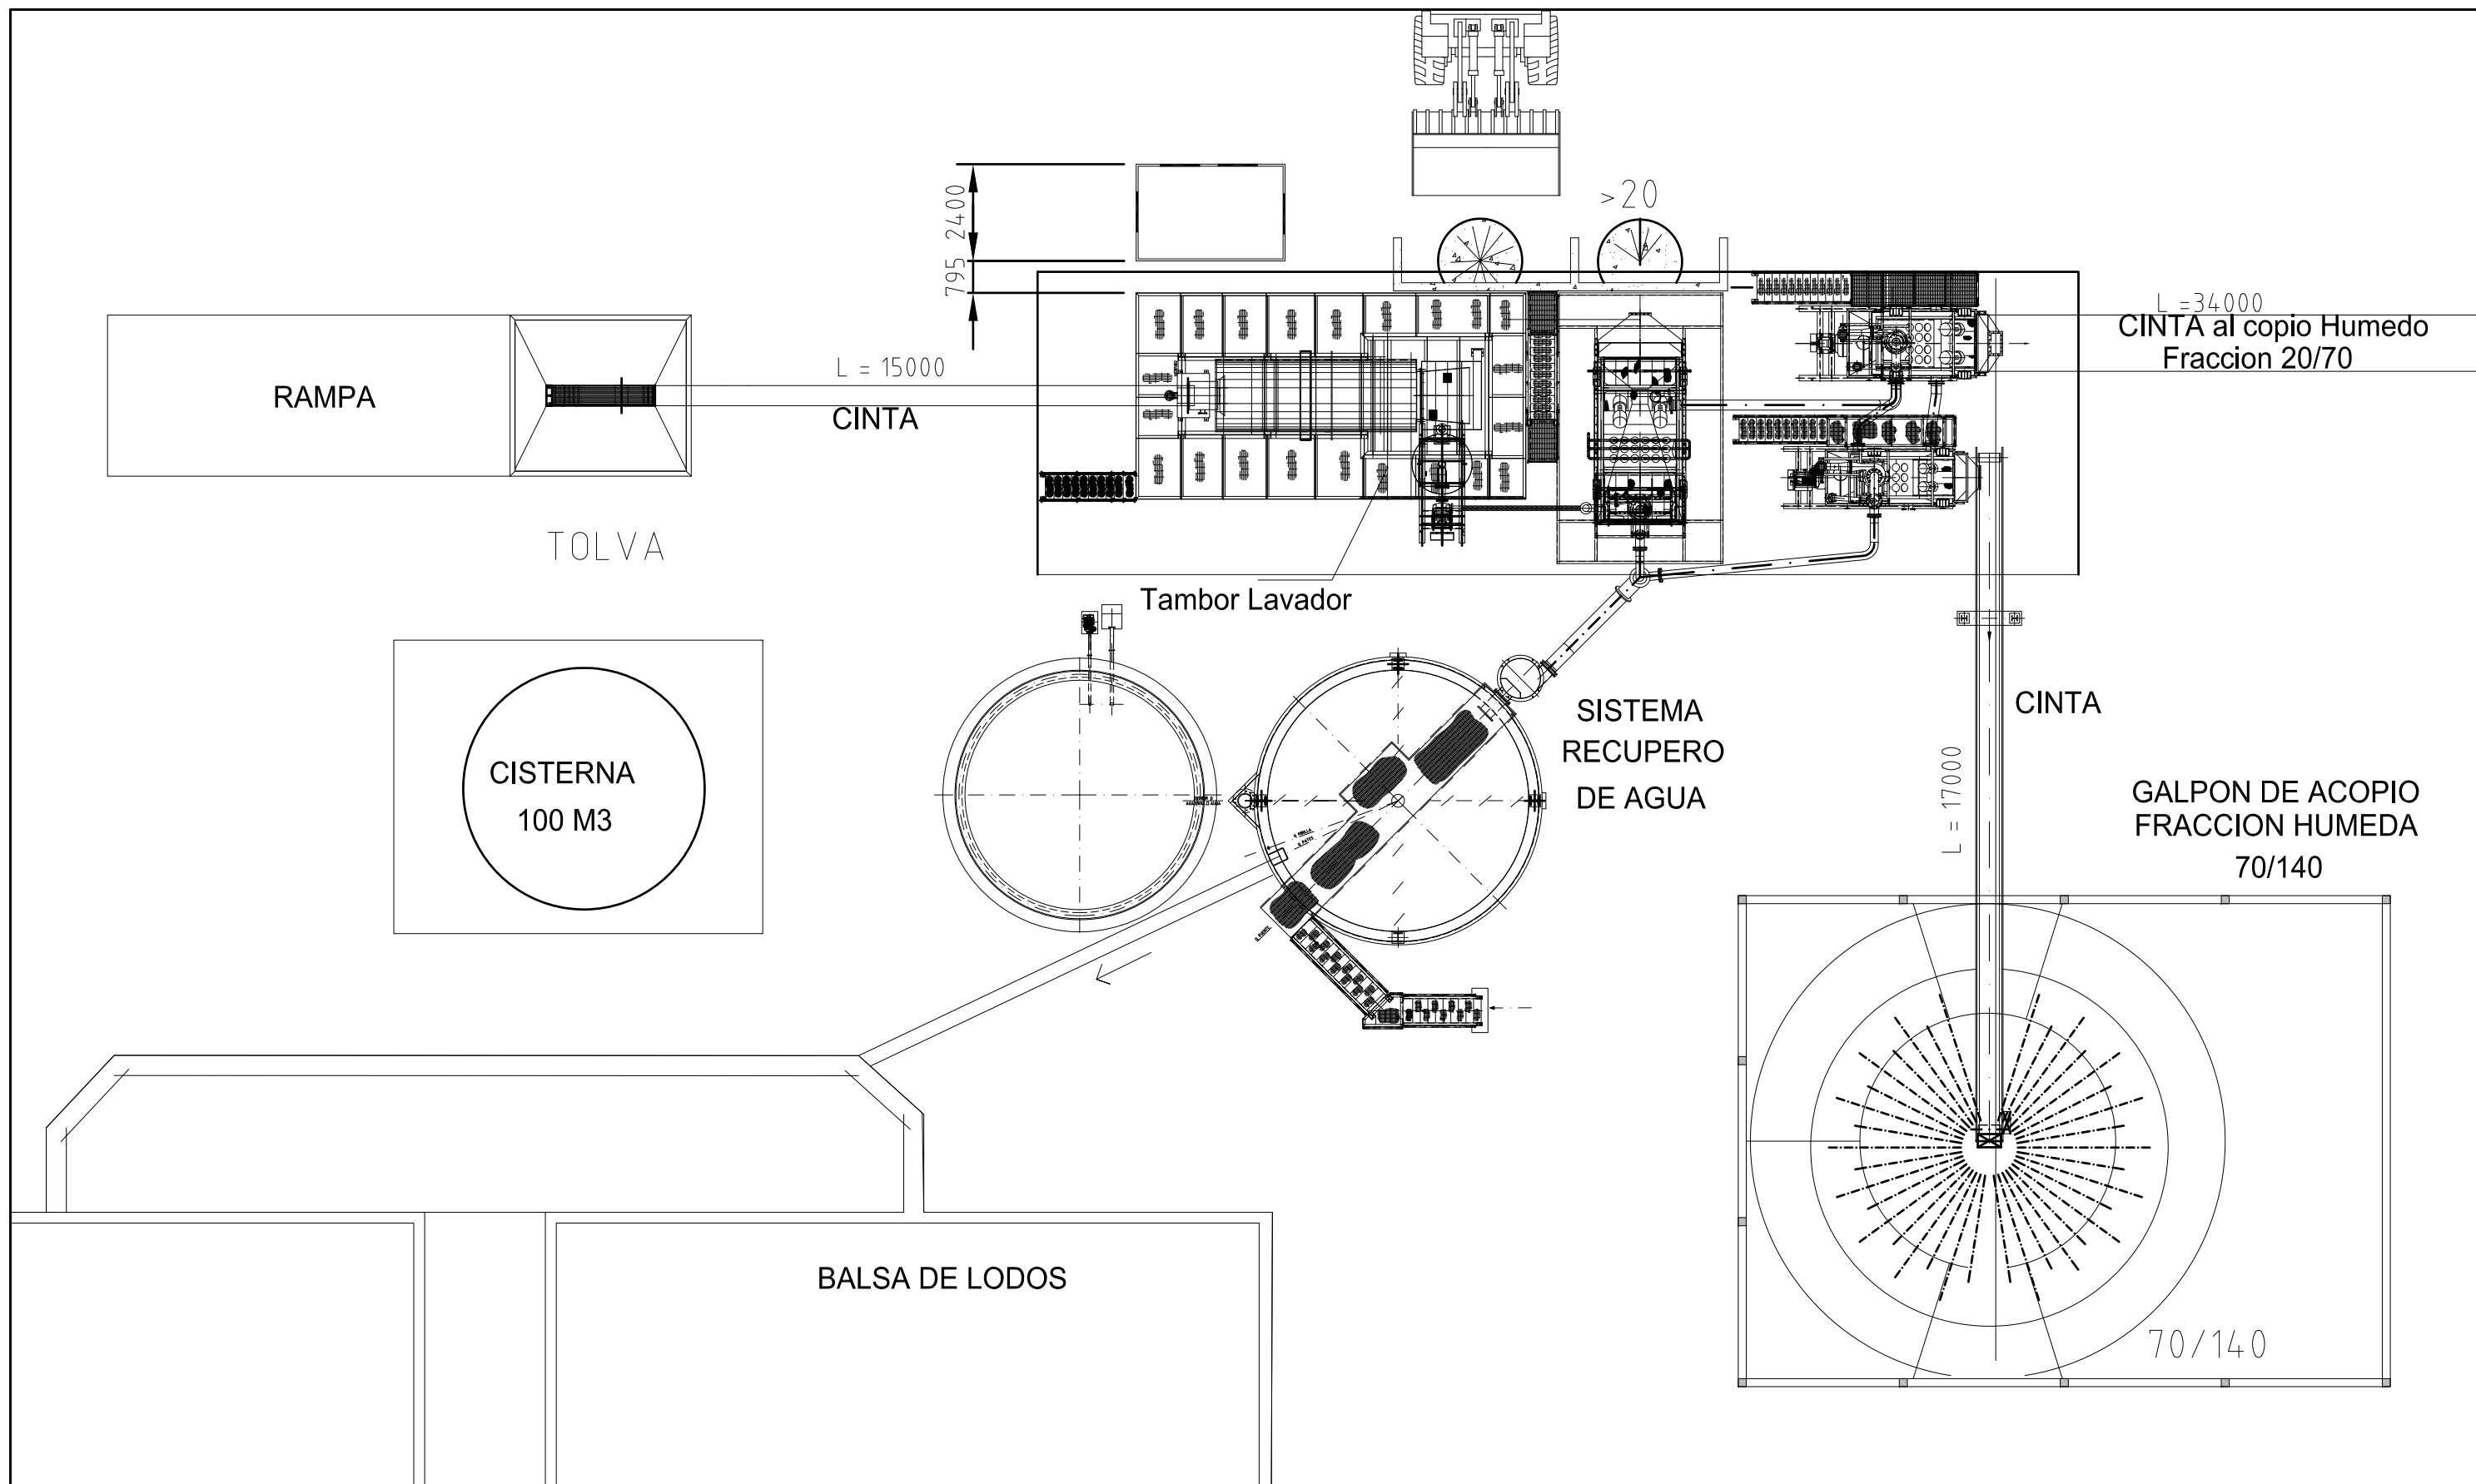 >20
2400
795
L =34000
CINTA al copio Humedo
Fraccion 20/70
L = 15000
CINTA
RAMPA
TOLVA
Tambor Lavador
CISTERNA
100 M3
SISTEMA
RECUPERO
DE AGUA
CINTA
L = 17000
GALPON DE ACOPIO
FRACCION HUMEDA
70/140
BALSA DE LODOS
70/140